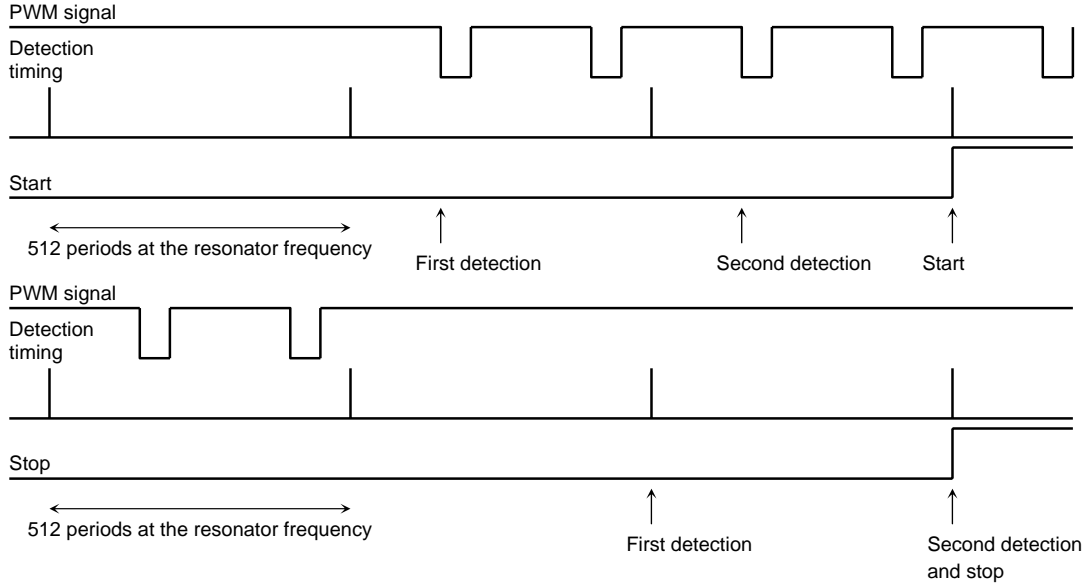 PWM signal
Detection
timing
Start
512 periods at the resonator frequency
First detection
Second detection
Start
PWM signal
Detection
timing
Stop
512 periods at the resonator frequency
First detection
Second detection
and stop